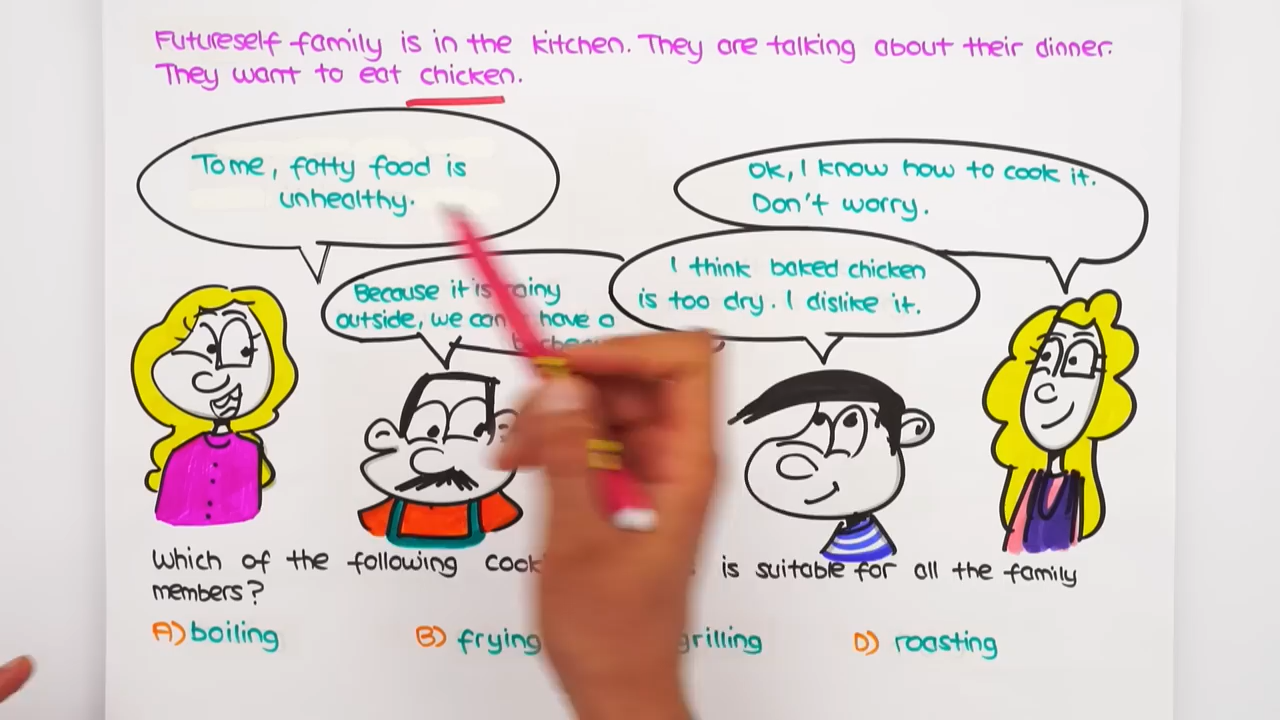 Futureself family is in the kitchen. They are talking about their dinner.
They want to eat chicken.
To me, fatty food is
unhealthy.
Ok, I know how to cook it.
Don't worry.
I think baked chicken
is too dry. I dislike it.
Because it is rainy
outside, we can't have a
Which of the following is suitable for all the family
members?
A) boiling
B) frying grilling D) roasting